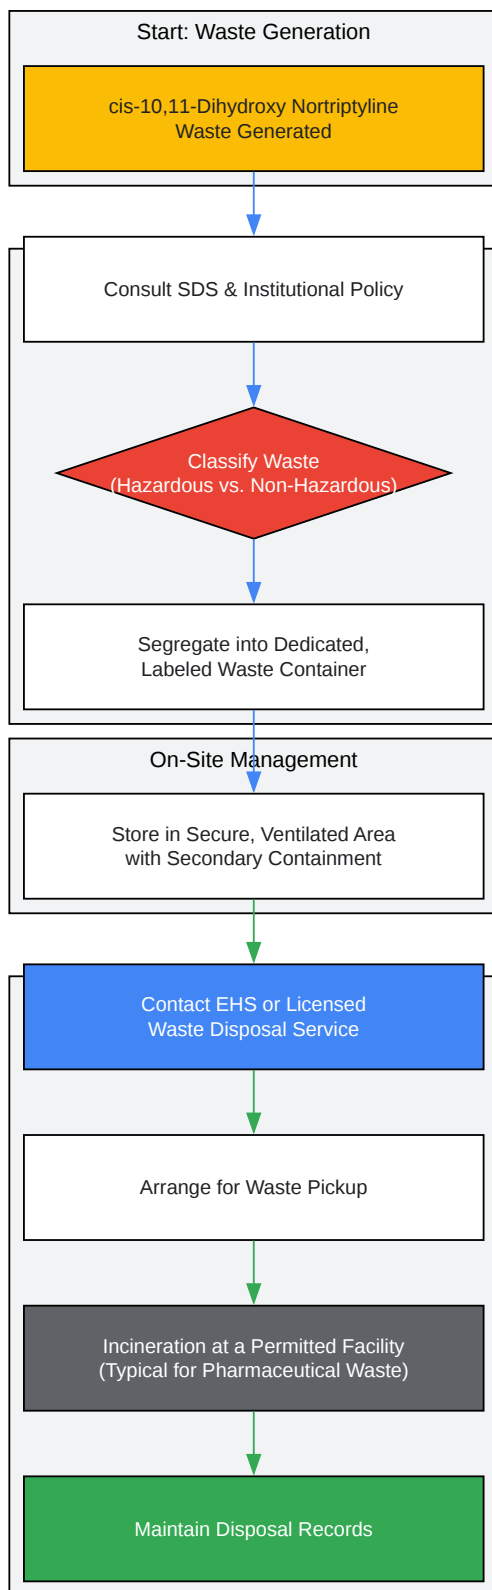 Start: Waste Generation
cis-10,11-Dihydroxy Nortriptyline
Waste Generated
Consult SDS & Institutional Policy
Classify Waste
(Hazardous vs. Non-Hazardous)
Segregate into Dedicated,
Labeled Waste Container
On-Site Management
Store in Secure, Ventilated Area
with Secondary Containment
Contact EHS or Licensed
Waste Disposal Service
Arrange for Waste Pickup
Incineration at a Permitted Facility
(Typical for Pharmaceutical Waste)
Maintain Disposal Records